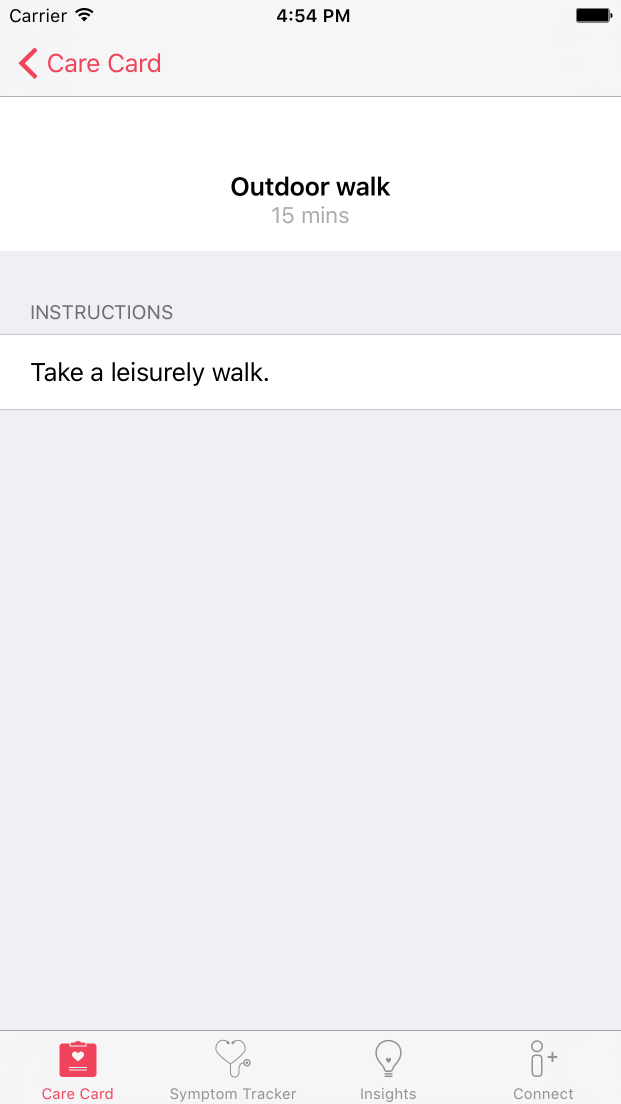 Carrier 4:54 PM
Care Card
Outdoor walk
15 mins
INSTRUCTIONS
Take a leisurely walk.
Care Card Symptom Tracker Insights Connect